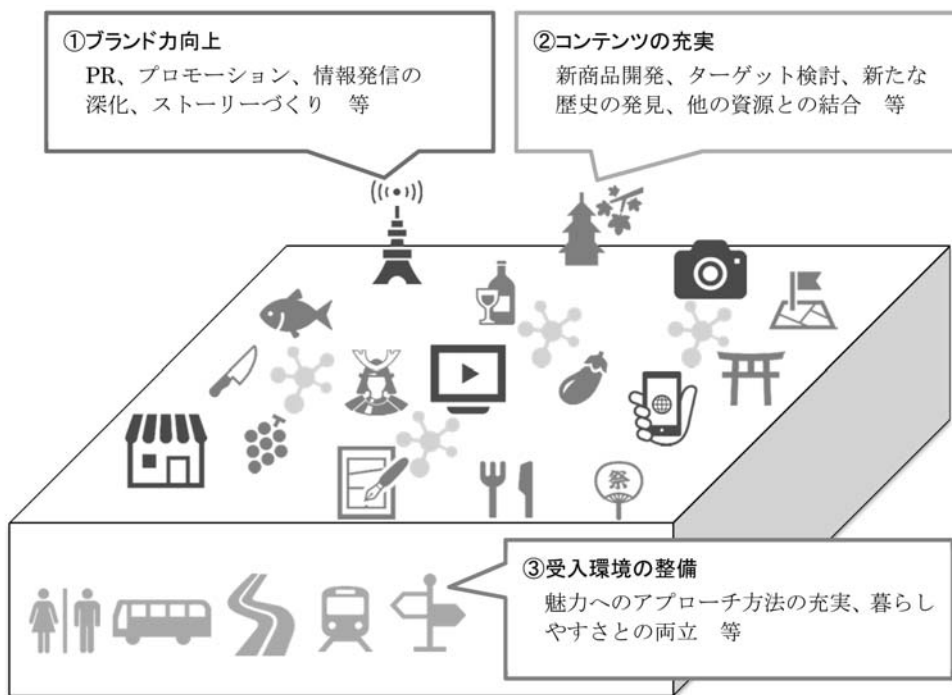 ①ブランド力向上
PR、プロモーション、情報発信の
深化、ストーリーづくり　等
②コンテンツの充実
新商品開発、ターゲット検討、新たな
歴史の発見、他の資源との結合　等
祭
③受入環境の整備
魅力へのアプローチ方法の充実、暮らし
やすさとの両立　等